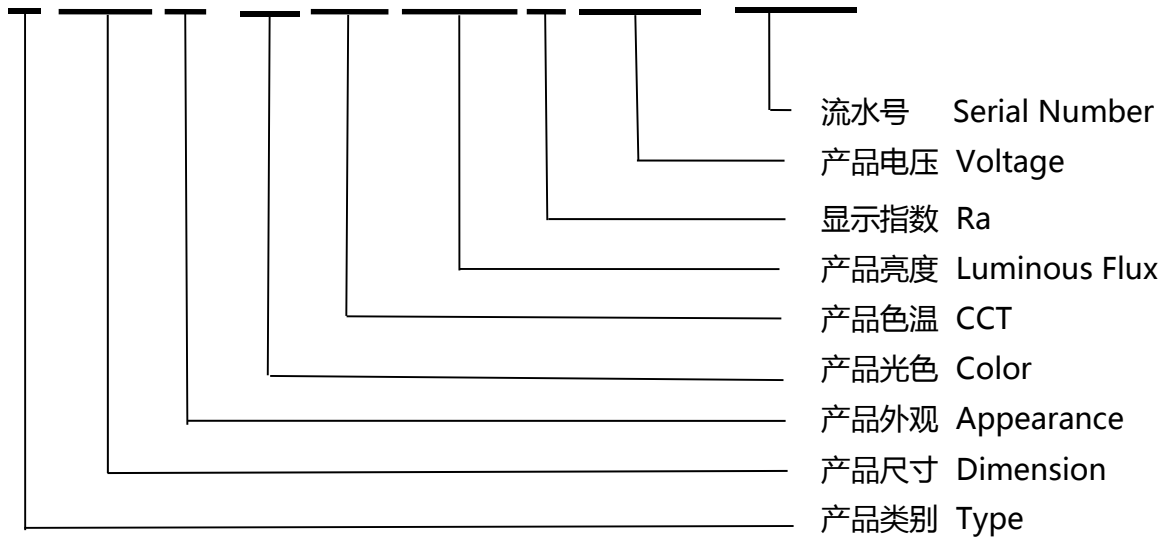 流水号 Serial Number
产品电压 Voltage
显示指数 Ra
产品亮度 Luminous Flux
产品色温 CCT
产品光色 Color
产品外观 Appearance
产品尺寸 Dimension
产品类别 Type